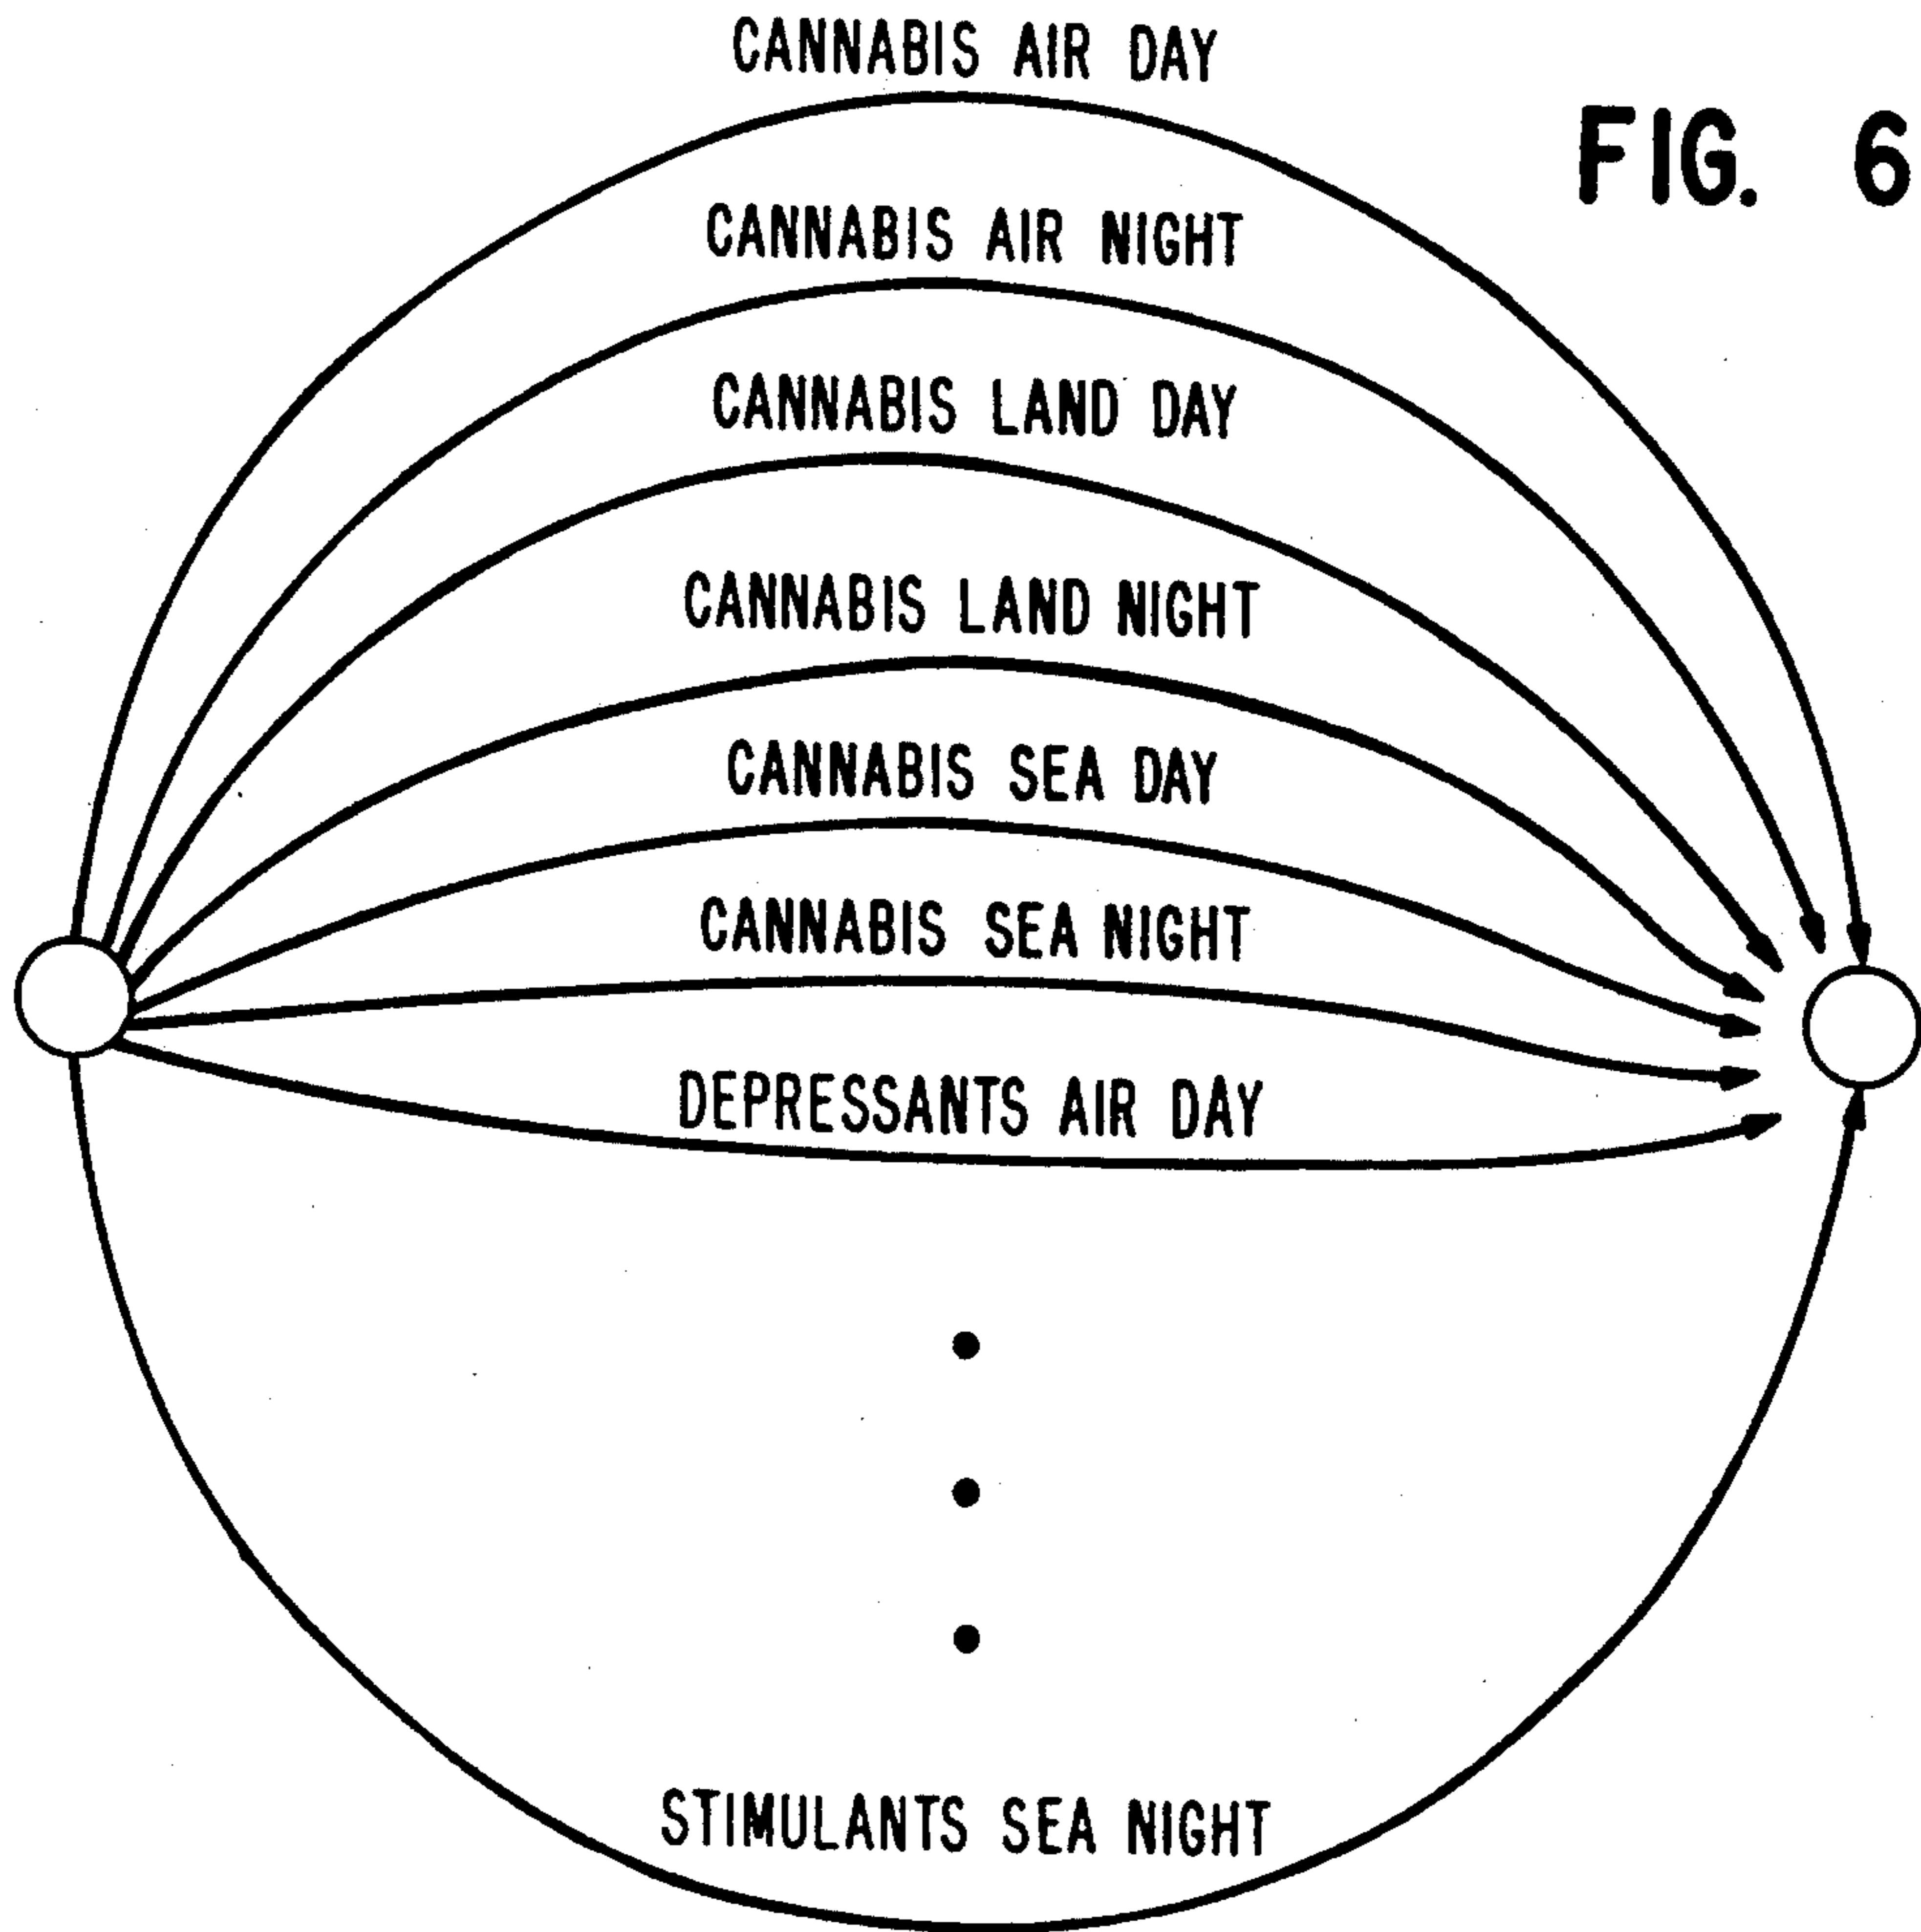 CANNABIS AIR DAY
FIG. 6
CANNABIS AIR NIGHT
CANNABIS LAND DAY
CANNABIS LAND NIGHT
CANNABIS SEA DAY
CANNABIS SEA NIGHT
DEPRESSANTS AIR DAY
STIMULANTS SEA NIGHT